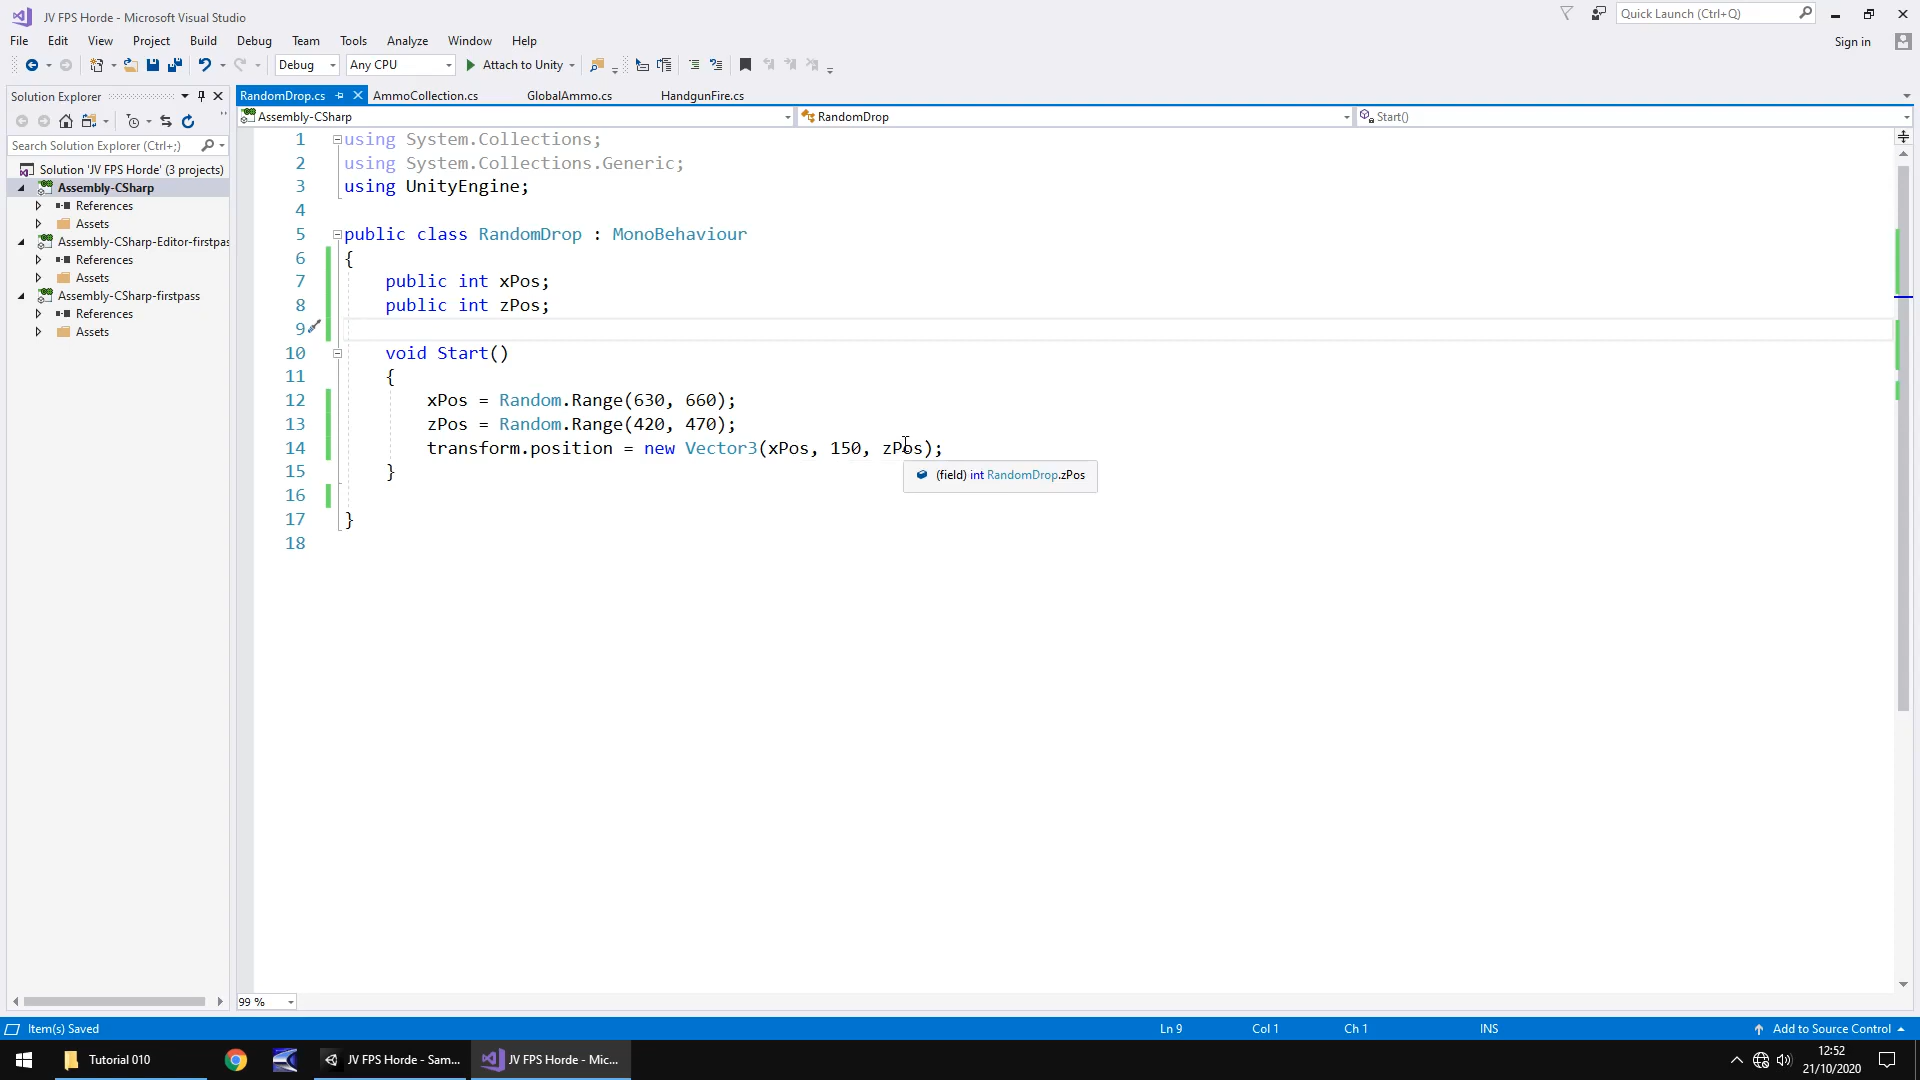 JV FPS Horde - Microsoft Visual Studio
Quick Launch (Ctrl+Q)
File Edit View Project Build Debug Team Tools Analyze Window Help
Sign in
Debug Any CPU Attach to Unity
Solution Explorer
RandomDrop.cs AmmoCollection.cs GlobalAmmo.cs HandgunFire.cs
Assembly-CSharp RandomDrop Start()
Search Solution Explorer (Ctrl+;)
Solution 'JV FPS Horde' (3 projects)
Assembly-CSharp
References
Assets
Assembly-CSharp-Editor-firstpas
References
Assets
Assembly-CSharp-firstpass
References
Assets
1 using System.Collections;
2 using System.Collections.Generic;
3 using UnityEngine;
4
5 public class RandomDrop : MonoBehaviour
6 {
7 public int xPos;
8 public int zPos;
9
10 void Start()
11 {
12 xPos = Random.Range(630, 660);
13 zPos = Random.Range(420, 470);
14 transform.position = new Vector3(xPos, 150, zPos);
15 }
(field) int RandomDrop.zPos
16
17 }
18
99 %
Item(s) Saved Ln 9 Col 1 Ch 1 INS Add to Source Control
Tutorial 010 JV FPS Horde - Sam... JV FPS Horde - Mic... 12:52
21/10/2020